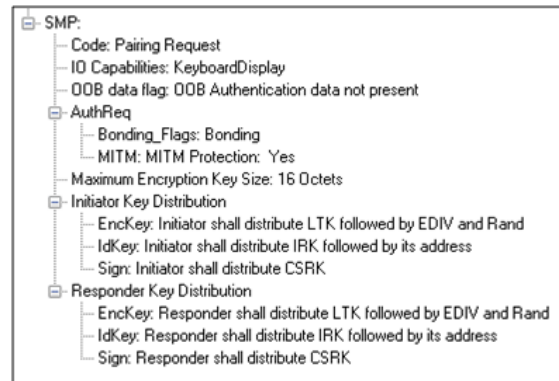 SMP:
Code: Pairing Request
IO Capabilities: KeyboardDisplay
OOB data flag: OOB Authentication data not present
AuthReq
Bonding_Flags: Bonding
MITM: MITM Protection: Yes
Maximum Encryption Key Size: 16 Octets
Initiator Key Distribution
EncKey: Initiator shall distribute LTK followed by EDIV and Rand
IdKey: Initiator shall distribute IRK followed by its address
Sign: Initiator shall distribute CSRK
Responder Key Distribution
EncKey: Responder shall distribute LTK followed by EDIV and Rand
IdKey: Responder shall distribute IRK followed by its address
Sign: Responder shall distribute CSRK